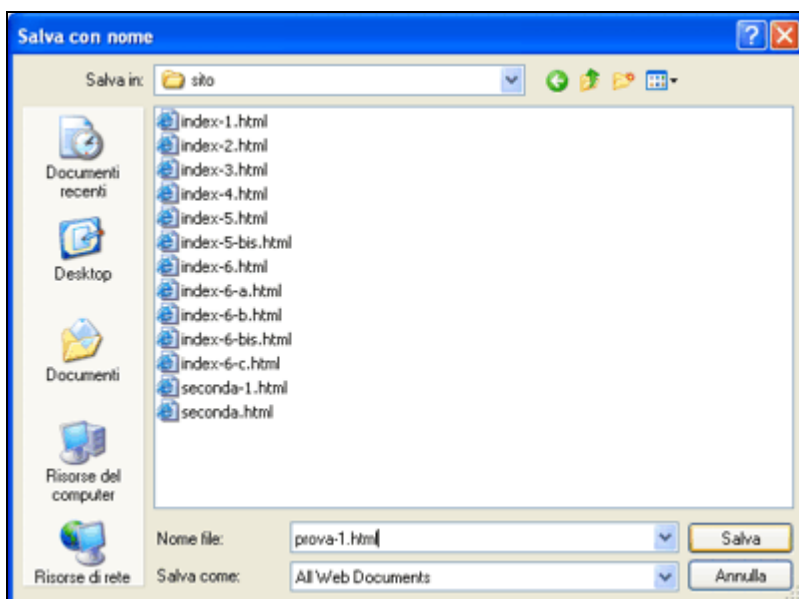 Salva con nome
Salva in: sito
index-1.html
index-2.html
index-3.html
index-4.html
index-5.html
index-5-bis.html
index-6.html
index-6-a.html
index-6-b.html
index-6-bis.html
index-6-c.html
seconda-1.html
seconda.html
Documenti
recenti
Desktop
Documenti
Risorse del
computer
Risorse di rete
Nome file: prova-1.html Salva
Salva come: All Web Documents Annulla